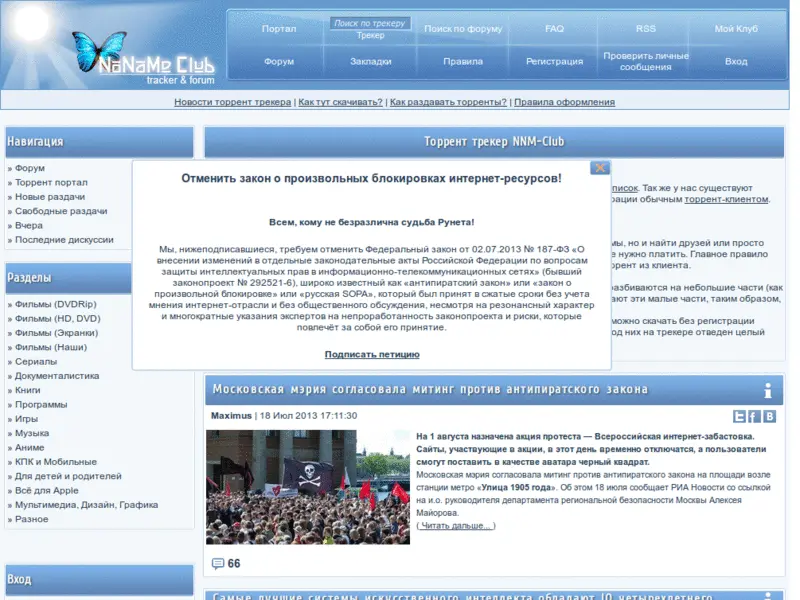 NaNaMe Club
tracker & forum
Портал
Поиск по трекеру
Трекер
Поиск по форуму
FAQ
RSS
Мой Клуб
Форум
Закладки
Правила
Регистрация
Проверить личные
сообщения
Вход
Новости торрент трекера | Как тут скачивать? | Как раздавать торренты? | Правила оформления
Навигация
» Форум
» Торрент портал
» Новые раздачи
» Свободные раздачи
» Вчера
» Последние дискуссии
Разделы
» Фильмы (DVDRip)
» Фильмы (HD, DVD)
» Фильмы (Экранки)
» Фильмы (Наши)
» Сериалы
» Документалистика
» Книги
» Программы
» Игры
» Музыка
» Аниме
» КПК и Мобильные
» Для детей и родителей
» Всё для Apple
» Мультимедиа, Дизайн, Графика
» Разное
Вход
Торрент трекер NNM-Club
писок. Так же у нас существуют
рации обычным торрент-клиентом.
мы, но и найти друзей или просто
е нужно платить. Главное правило
оррент из клиента.
разбиваются на небольшие части (как
ают эти малые части, таким образом,
можно скачать без регистрации
од них на трекере отведен целый
Отменить закон о произвольных блокировках интернет-ресурсов!
Всем, кому не безразлична судьба Рунета!
Мы, нижеподписавшиеся, требуем отменить Федеральный закон от 02.07.2013 № 187-ФЗ «О
внесении изменений в отдельные законодательные акты Российской Федерации по вопросам
защиты интеллектуальных прав в информационно-телекоммуникационных сетях» (бывший
законопроект № 292521-6), широко известный как «антипиратский закон» или «закон о
произвольной блокировке» или «русская SOPA», который был принят в сжатые сроки без учета
мнения интернет-отрасли и без общественного обсуждения, несмотря на резонансный характер
и многократные указания экспертов на непроработанность законопроекта и риски, которые
повлечёт за собой его принятие.
Подписать петицию
Московская мэрия согласовала митинг против антипиратского закона
Maximus | 18 Июл 2013 17:11:30
На 1 августа назначена акция протеста — Всероссийская интернет-забастовка.
Сайты, участвующие в акции, в этот день временно отключатся, а пользователи
смогут поставить в качестве аватара черный квадрат.
Московская мэрия согласовала митинг против антипиратского закона на площади возле
станции метро «Улица 1905 года». Об этом 18 июля сообщает РИА Новости со ссылкой
на и.о. руководителя департамента региональной безопасности Москвы Алексея
Майорова.
( Читать дальше... )
66
Самые лучшие системы искусственного интеллекта обладают IQ четырехлетнего